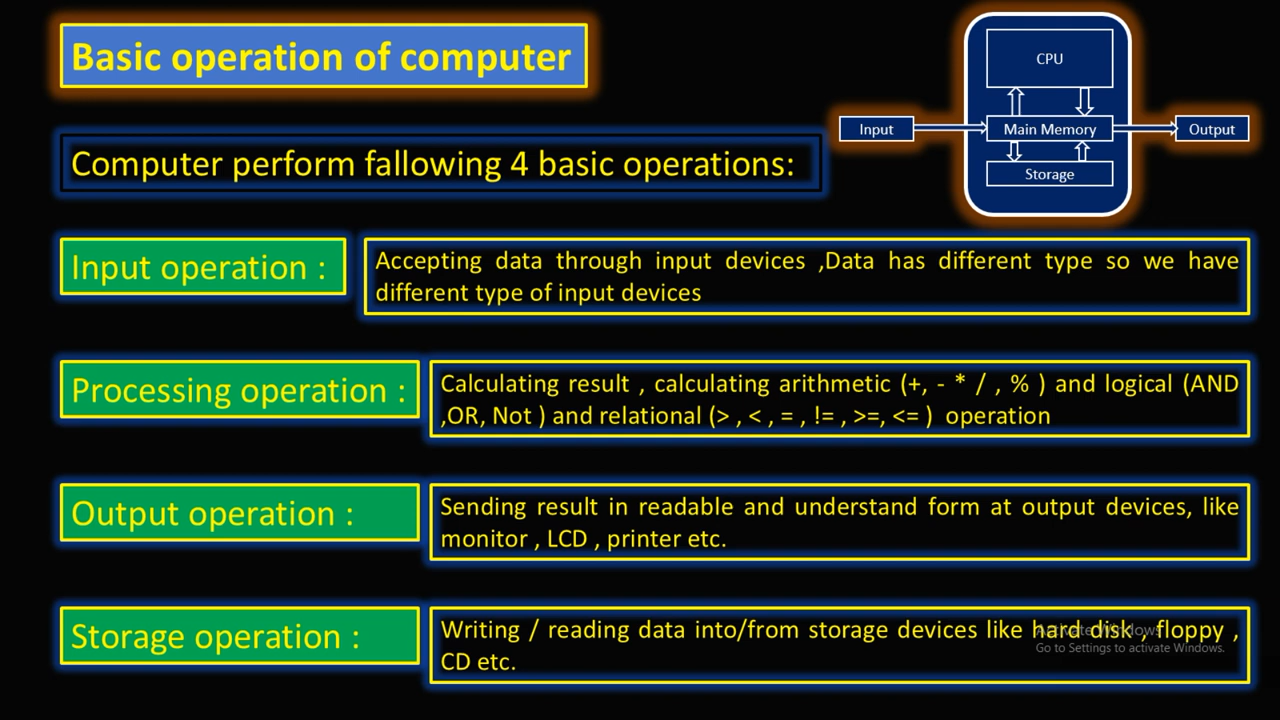 Basic operation of computer
CPU
Input
Main Memory
Output
Storage
Computer perform fallowing 4 basic operations:
Input operation :
Accepting data through input devices ,Data has different type so we have
different type of input devices
Processing operation :
Calculating result , calculating arithmetic (+, - * / , % ) and logical (AND
,OR, Not ) and relational (> , < , = , != , >=, <= ) operation
Output operation :
Sending result in readable and understand form at output devices, like
monitor , LCD , printer etc.
Storage operation :
Writing / reading data into/from storage devices like hard disk , floppy ,
CD etc.
Activate Windows
Go to Settings to activate Windows.